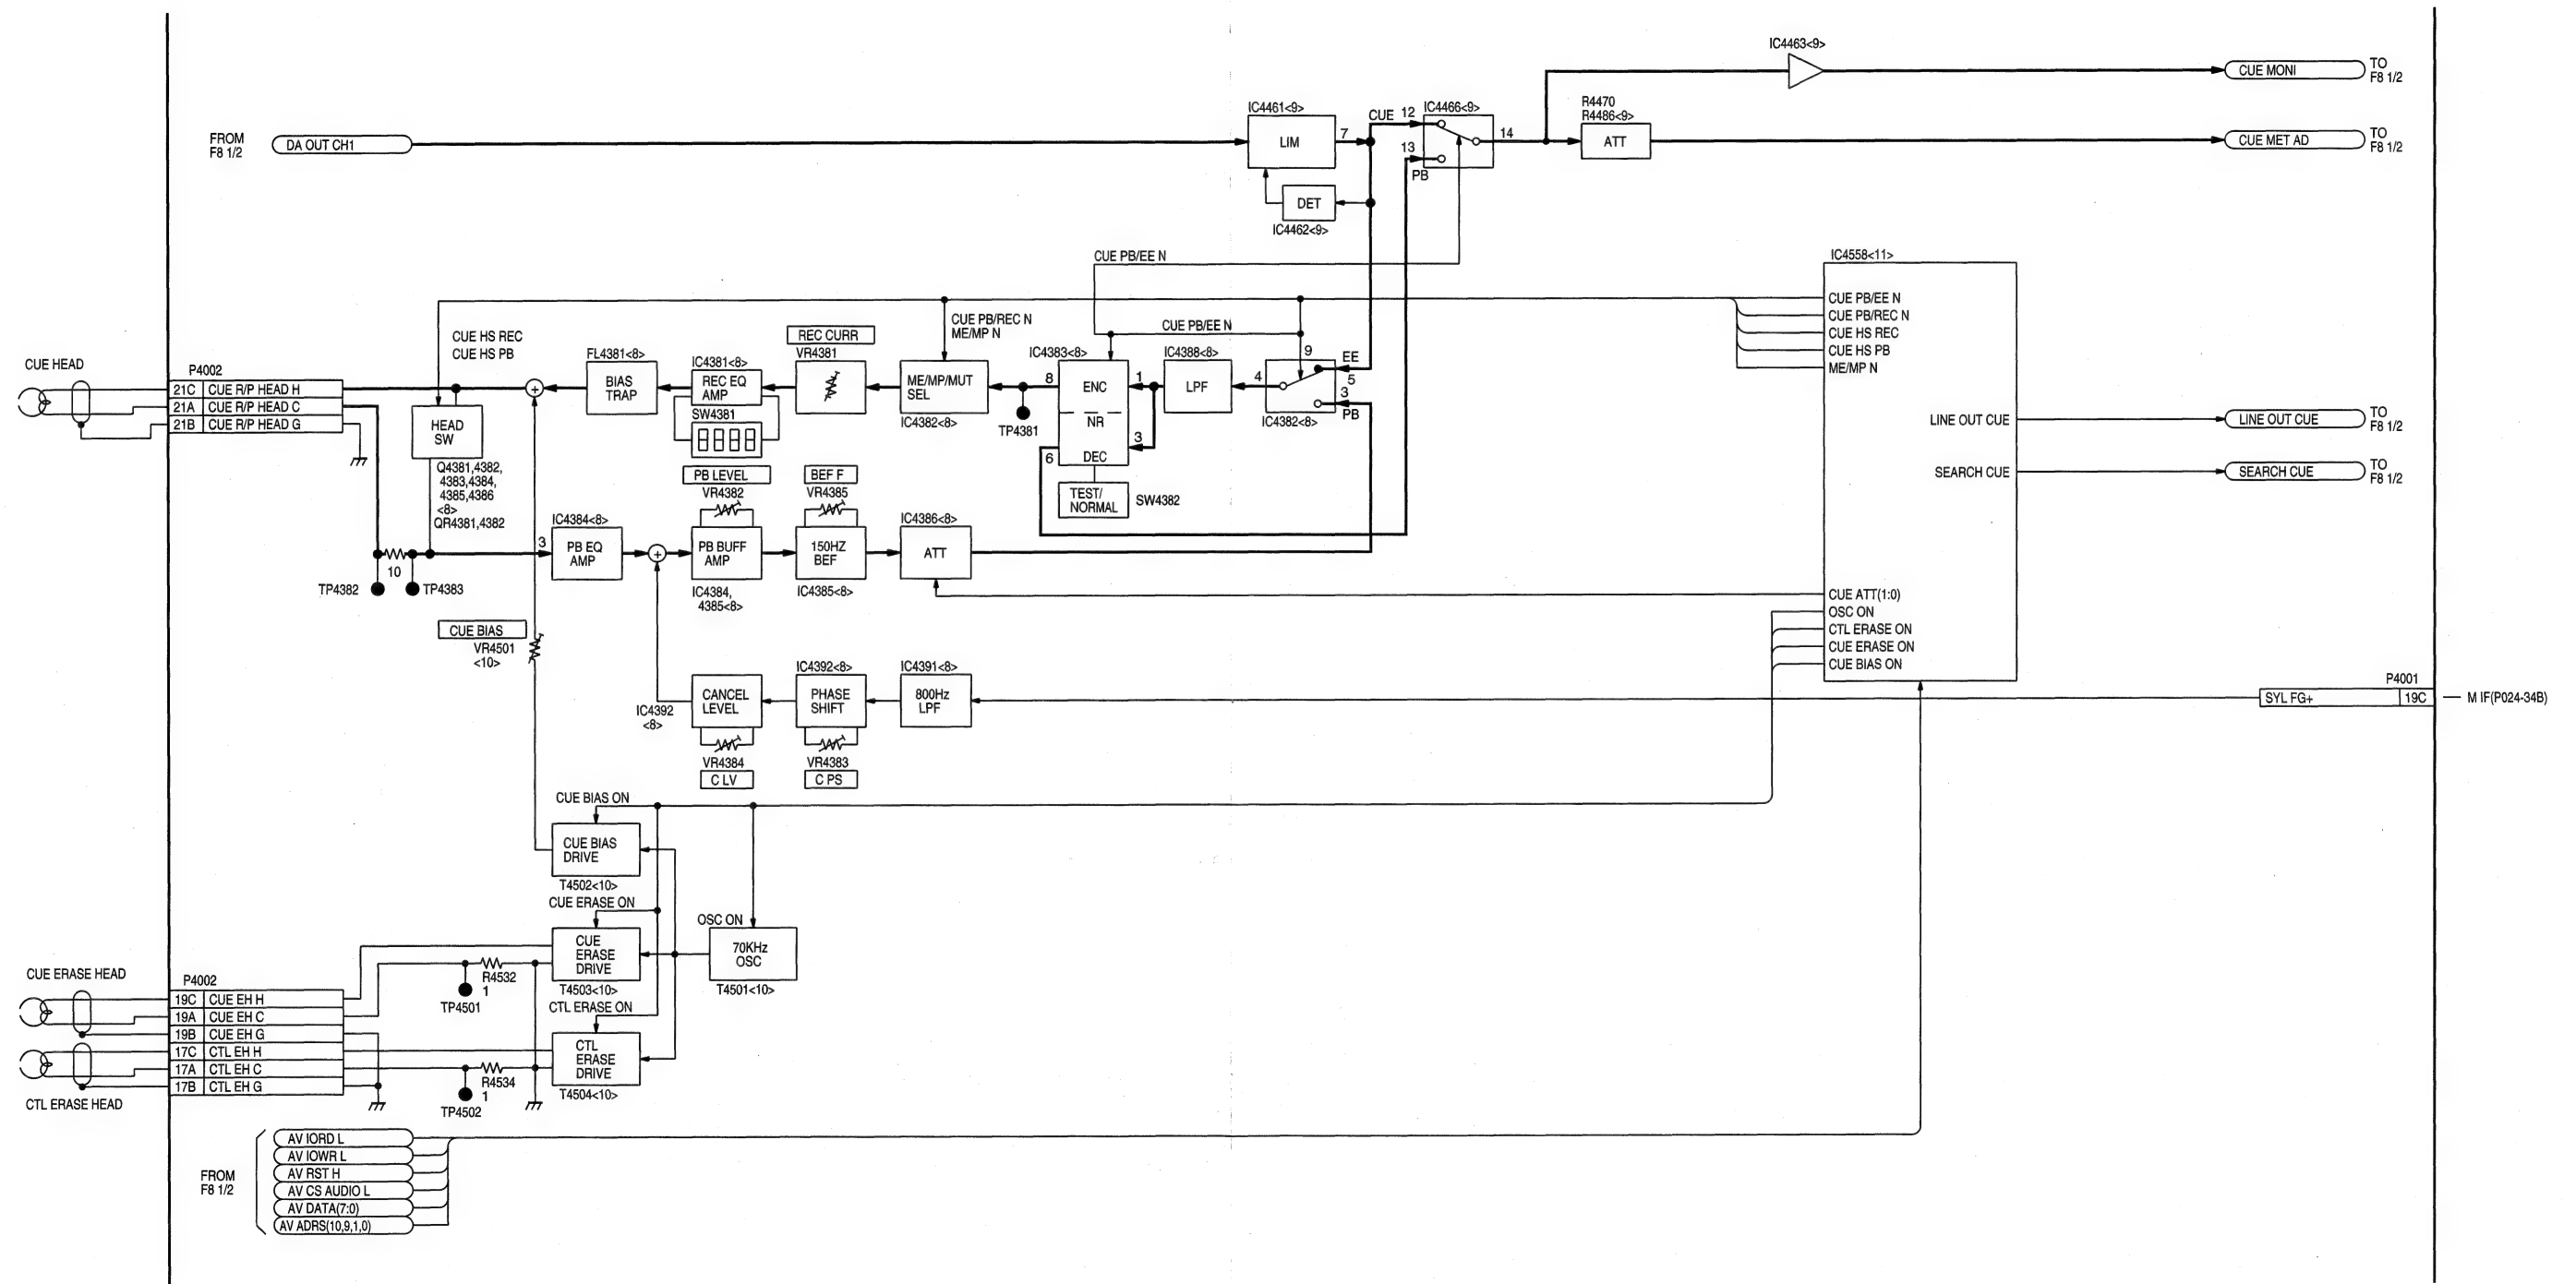 IC4463<9>
CUE MONI
TO
F8 1/2
FROM
F8 1/2
DA OUT CH1
IC4461<9>
LIM
7
CUE
12
IC4466<9>
14
13
PB
R4470
R4486<9>
ATT
CUE MET AD
TO
F8 1/2
DET
IC4462<9>
CUE PB/EE N
IC4558<11>
CUE PB/EE N
CUE PB/REC N
CUE HS REC
CUE HS PB
ME/MP N
LINE OUT CUE
SEARCH CUE
CUE ATT(1:0)
OSC ON
CTL ERASE ON
CUE ERASE ON
CUE BIAS ON
LINE OUT CUE
TO
F8 1/2
SEARCH CUE
TO
F8 1/2
CUE HEAD
P4002
21C CUE R/P HEAD H
21A CUE R/P HEAD C
21B CUE R/P HEAD G
CUE HS REC
CUE HS PB
HEAD
SW
Q4381,4382,
4383,4384,
4385,4386
<8>
QR4381,4382
FL4381<8>
BIAS
TRAP
IC4381<8>
REC EQ
AMP
SW4381
REC CURR
VR4381
CUE PB/REC N
ME/MP N
ME/MP/MUT
SEL
IC4382<8>
TP4381
8
IC4383<8>
ENC
NR
DEC
1
3
6
TEST/
NORMAL
SW4382
CUE PB/EE N
IC4388<8>
LPF
4
9
EE
5
3
PB
IC4382<8>
10
TP4382
TP4383
3
IC4384<8>
PB EQ
AMP
PB LEVEL
VR4382
PB BUFF
AMP
IC4384,
4385<8>
BEF F
VR4385
150HZ
BEF
IC4385<8>
IC4386<8>
ATT
CUE BIAS
VR4501
<10>
IC4392
<8>
CANCEL
LEVEL
VR4384
C LV
IC4392<8>
PHASE
SHIFT
VR4383
C PS
IC4391<8>
800Hz
LPF
P4001
SYL FG+ 19C
M IF(P024-34B)
CUE BIAS ON
CUE BIAS
DRIVE
T4502<10>
CUE ERASE ON
CUE
ERASE
DRIVE
T4503<10>
OSC ON
70KHz
OSC
T4501<10>
CTL ERASE ON
CTL
ERASE
DRIVE
T4504<10>
CUE ERASE HEAD
P4002
19C CUE EH H
19A CUE EH C
19B CUE EH G
17C CTL EH H
17A CTL EH C
17B CTL EH G
CTL ERASE HEAD
R4532
1
TP4501
R4534
1
TP4502
FROM
F8 1/2
AV IORD L
AV IOWR L
AV RST H
AV CS AUDIO L
AV DATA(7:0)
AV ADRS(10,9,1,0)